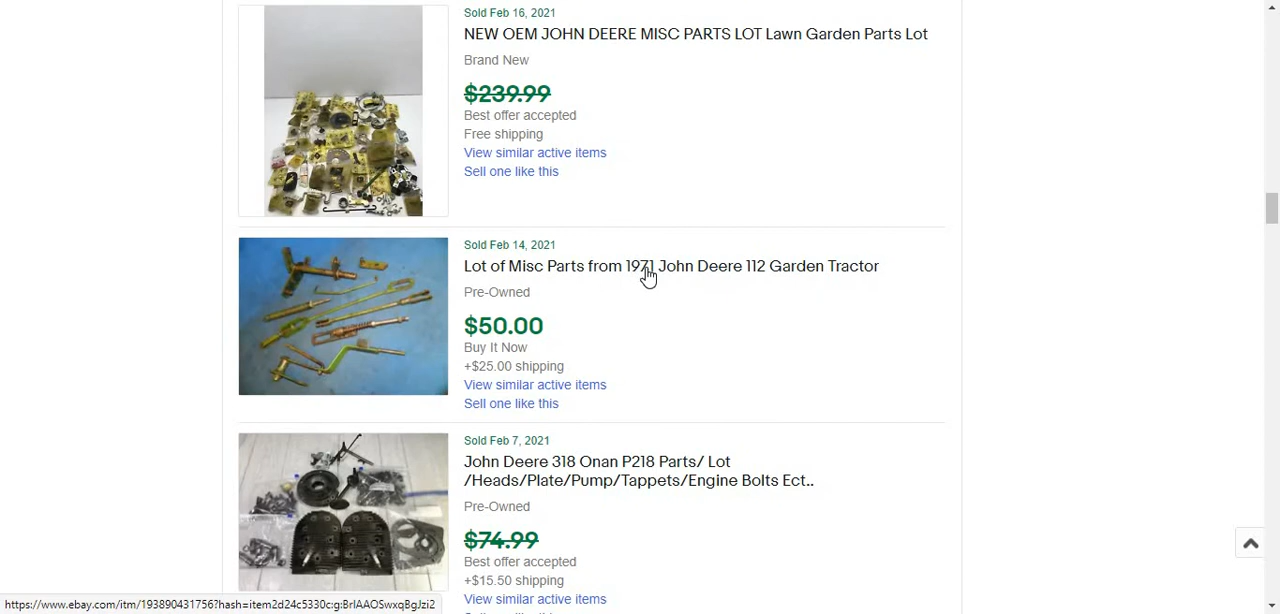 Sold Feb 16, 2021
NEW OEM JOHN DEERE MISC PARTS LOT Lawn Garden Parts Lot
Brand New
$239.99
Best offer accepted
Free shipping
View similar active items
Sell one like this
Sold Feb 14, 2021
Lot of Misc Parts from 1971 John Deere 112 Garden Tractor
Pre-Owned
$50.00
Buy It Now
+$25.00 shipping
View similar active items
Sell one like this
Sold Feb 7, 2021
John Deere 318 Onan P218 Parts/ Lot
/Heads/Plate/Pump/Tappets/Engine Bolts Ect..
Pre-Owned
$74.99
Best offer accepted
+$15.50 shipping
View similar active items
https://www.ebay.com/itm/193890431756?hash=item2d24c5330c:g:BrIAAOSwxqBgJzi2